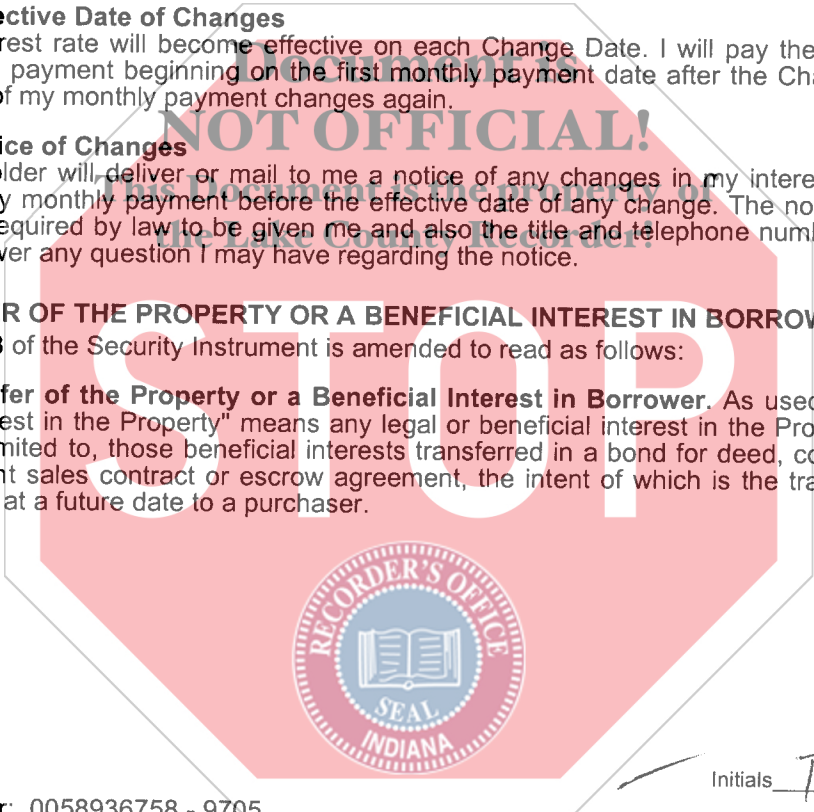 ective Date of Changes
rest rate will become effective on each Change Date. I will pay the
payment beginning on the first monthly payment date after the Cha
of my monthly payment changes again.
Document is
NOT OFFICIAL!
This Document is the property of
the Lake County Recorder!
ice of Changes
older will deliver or mail to me a notice of any changes in my intere
y monthly payment before the effective date of any change. The no
equired by law to be given me and also the title and telephone num
ver any question I may have regarding the notice.
R OF THE PROPERTY OR A BENEFICIAL INTEREST IN BORROW
of the Security Instrument is amended to read as follows:
STOP
fer of the Property or a Beneficial Interest in Borrower. As used
est in the Property" means any legal or beneficial interest in the Pro
mited to, those beneficial interests transferred in a bond for deed, co
nt sales contract or escrow agreement, the intent of which is the tra
at a future date to a purchaser.
RECORDER'S OFFICE
SEAL
INDIANA
Initials
r: 0058936758 - 9705